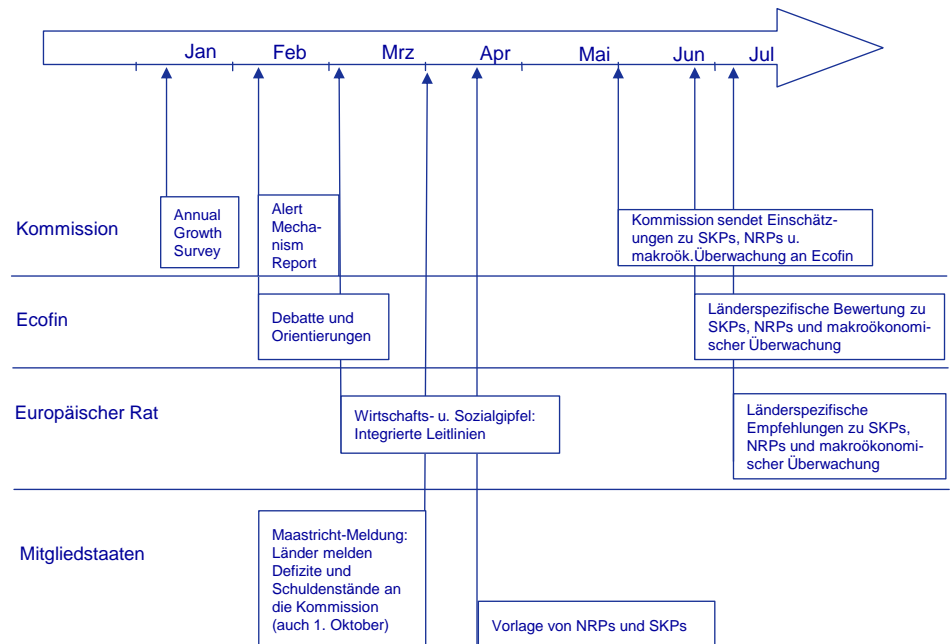 Jan Feb Mrz Apr Mai Jun Jul
Kommission
Annual
Growth
Survey
Alert
Mecha-
nism
Report
Kommission sendet Einschätz-
ungen zu SKPs, NRPs u.
makroök.Überwachung an Ecofin
Ecofin
Debatte und
Orientierungen
Länderspezifische Bewertung zu
SKPs, NRPs und makroökonomi-
scher Überwachung
Europäischer Rat
Wirtschafts- u. Sozialgipfel:
Integrierte Leitlinien
Länderspezifische
Empfehlungen zu SKPs,
NRPs und makroökonomi-
scher Überwachung
Mitgliedstaaten
Maastricht-Meldung:
Länder melden
Defizite und
Schuldenstände an
die Kommission
(auch 1. Oktober)
Vorlage von NRPs und SKPs